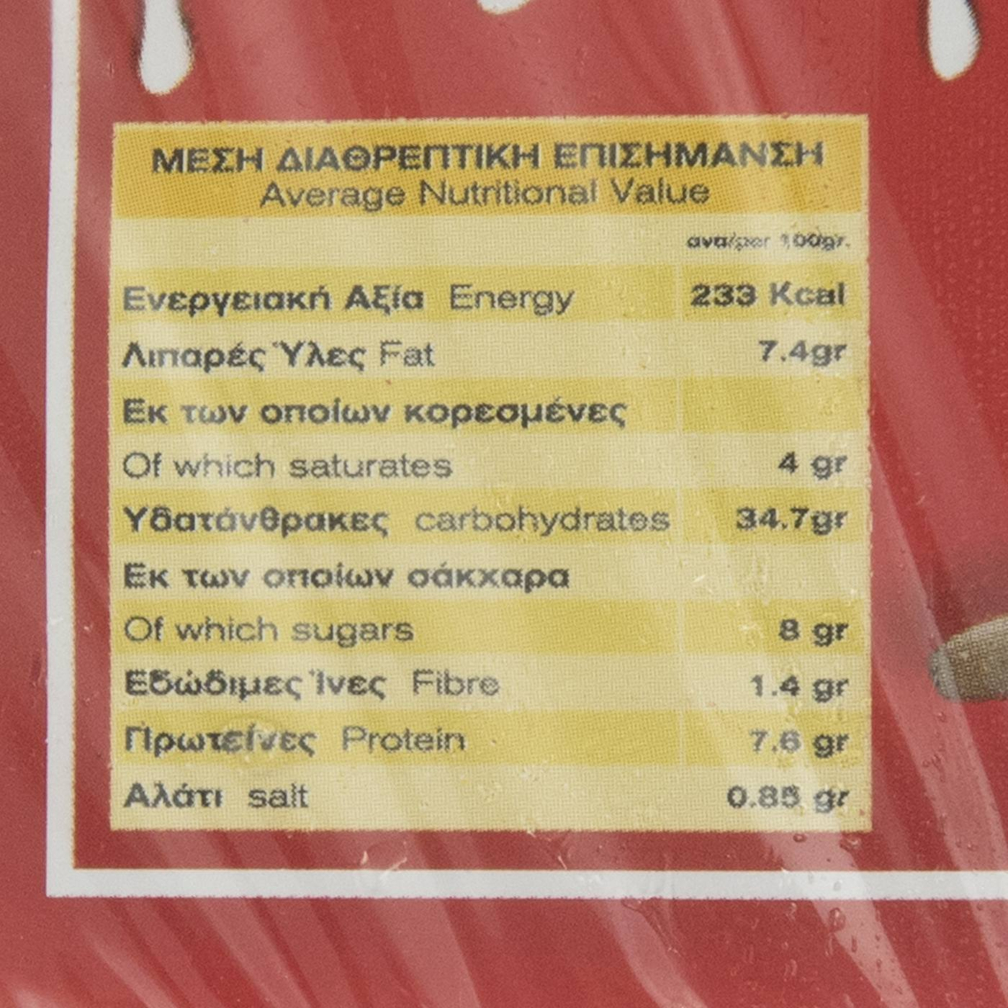 ΜΕΣΗ ΔΙΑΘΡΕΠΤΙΚΗ ΕΠΙΣΗΜΑΝΣΗ
Average Nutritional Value
ανα/per 100gr.
Ενεργειακή Αξία Energy 233 Kcal
Λιπαρές Ύλες Fat 7.4gr
Εκ των οποίων κορεσμένες
Of which saturates 4 gr
Υδατάνθρακες carbohydrates 34.7gr
Εκ των οποίων σάκχαρα
Of which sugars 8 gr
Εδώδιμες Ίνες Fibre 1.4 gr
Πρωτεΐνες Protein 7.6 gr
Αλάτι salt 0.85 gr